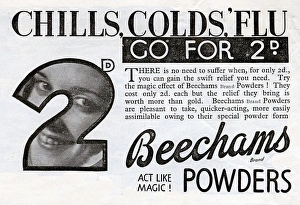 CHILLS, COLDS, 'FLU
GO FOR 2D.
2D
THERE is no need to suffer when, for only 2d.,
you can gain the swift relief you need. Try
the magic effect of Beechams Brand Powders! They
cost only 2d. each but the relief they bring is
worth more than gold. Beechams Brand Powders
are pleasant to take, quicker-acting, more easily
assimilable owing to their special powder form
Beechams
Brand
ACT LIKE
MAGIC!
POWDERS